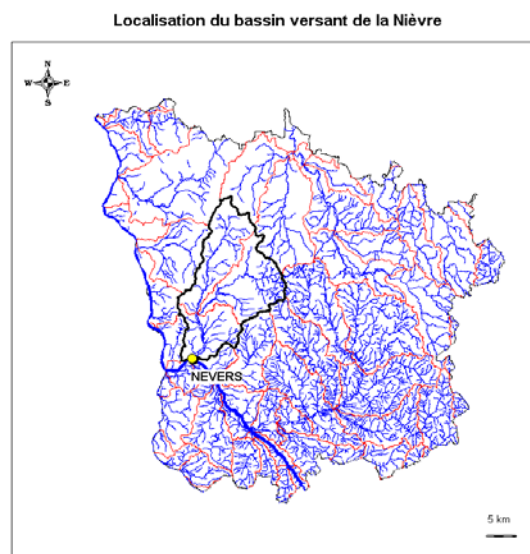 Localisation du bassin versant de la Nièvre
N
W E
S
NEVERS
5 km